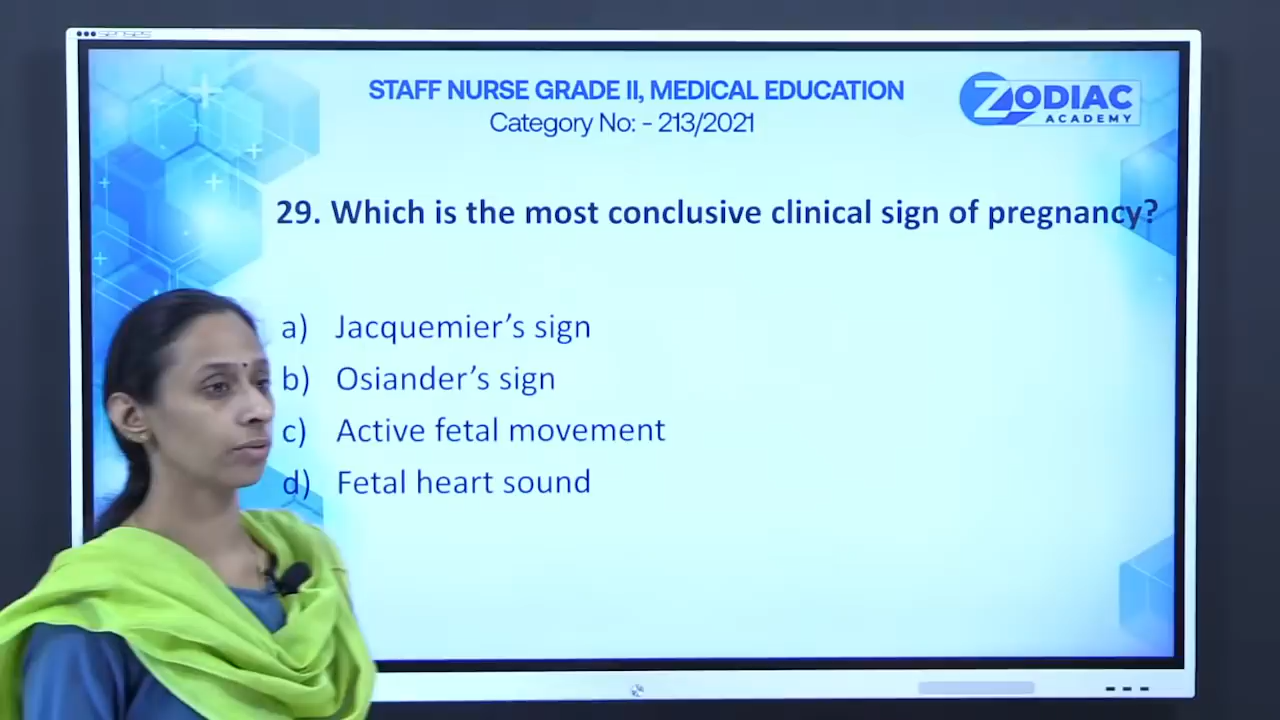 senses
STAFF NURSE GRADE II, MEDICAL EDUCATION
Category No: - 213/2021
ZODIAC
ACADEMY
29. Which is the most conclusive clinical sign of pregnancy?
a) Jacquemier’s sign
b) Osiander’s sign
c) Active fetal movement
d) Fetal heart sound